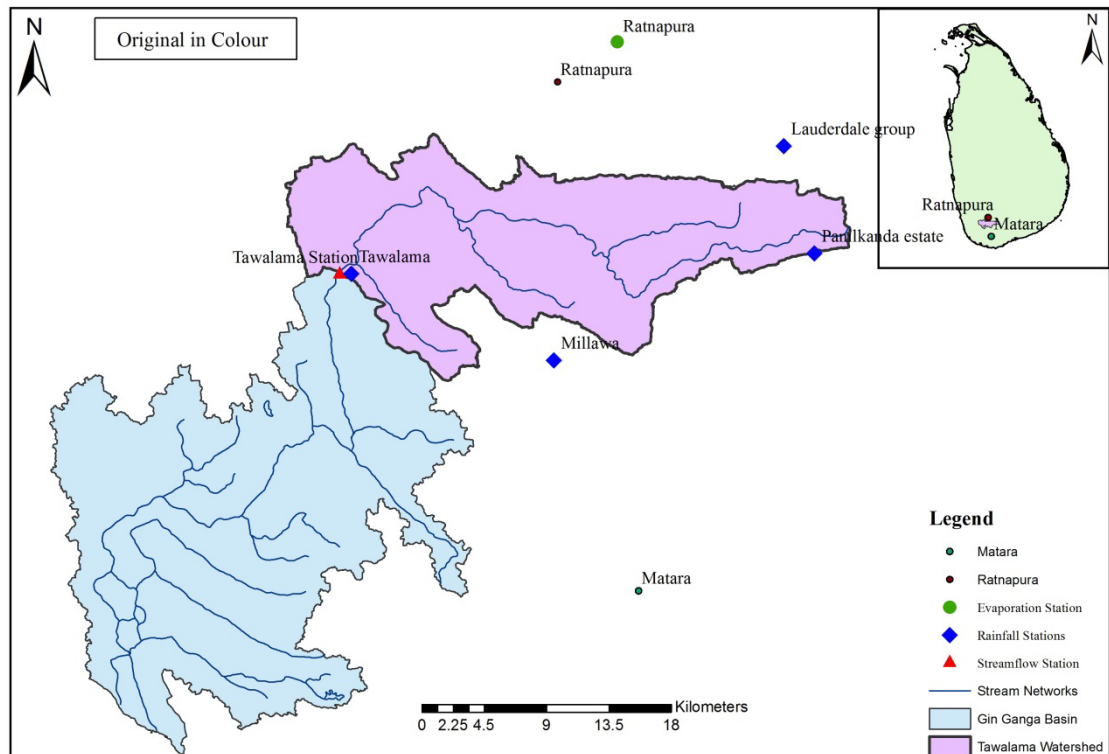 N
Original in Colour
Ratnapura
Ratnapura
N
Lauderdale group
Ratnapura
Matara
Panilkanda estate
Tawalama Station
Tawalama
Millawa
Matara
Legend
Matara
Ratnapura
Evaporation Station
Rainfall Stations
Streamflow Station
Stream Networks
Gin Ganga Basin
Tawalama Watershed
Kilometers
0 2.25 4.5 9 13.5 18